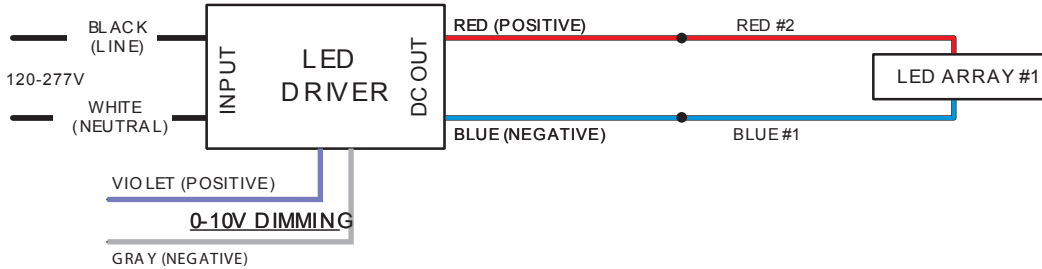 BLACK
(LINE)
120-277V
WHITE
(NEUTRAL)
INPUT
LED
DRIVER
DC OUT
RED (POSITIVE)
RED #2
LED ARRAY #1
BLUE (NEGATIVE)
BLUE #1
VIOLET (POSITIVE)
0-10V DIMMING
GRAY (NEGATIVE)